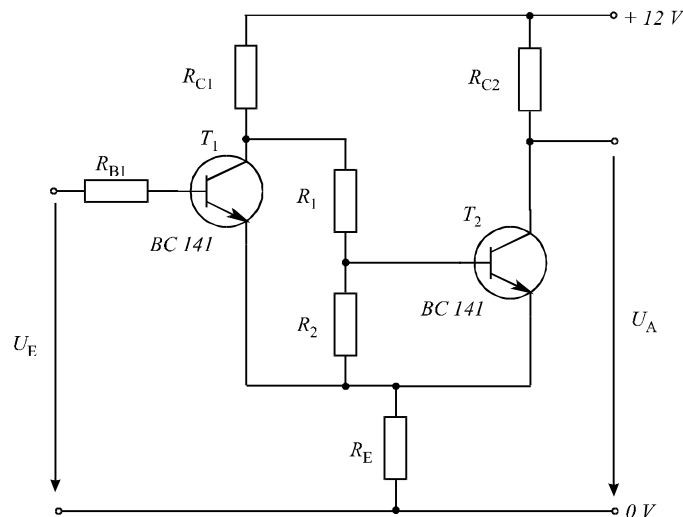 + 12 V
R_C1
R_C2
T_1
R_B1
R_1
T_2
BC 141
BC 141
R_2
U_E
U_A
R_E
0 V